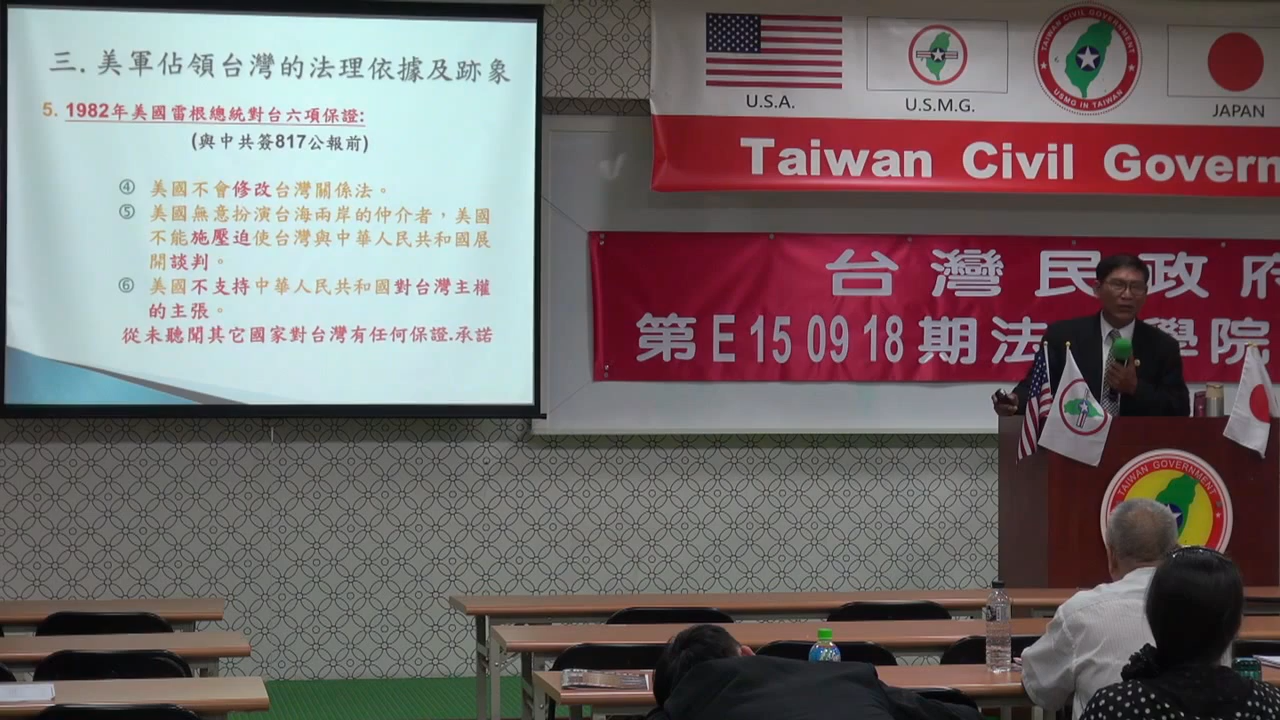 三. 美軍佔領台灣的法理依據及跡象
5. 1982年美國雷根總統對台六項保證:
(與中共簽817公報前)
④ 美國不會修改台灣關係法。
⑤ 美國無意扮演台海兩岸的仲介者，美國
不能施壓迫使台灣與中華人民共和國展
開談判。
⑥ 美國不支持中華人民共和國對台灣主權
的主張。
從未聽聞其它國家對台灣有任何保證.承諾
U.S.A.
U.S.M.G.
TAIWAN CIVIL GOVERNMENT
USMG IN TAIWAN
JAPAN
Taiwan Civil Govern
台灣民政府
第E150918期法 學院
TAIWAN GOVERNMENT